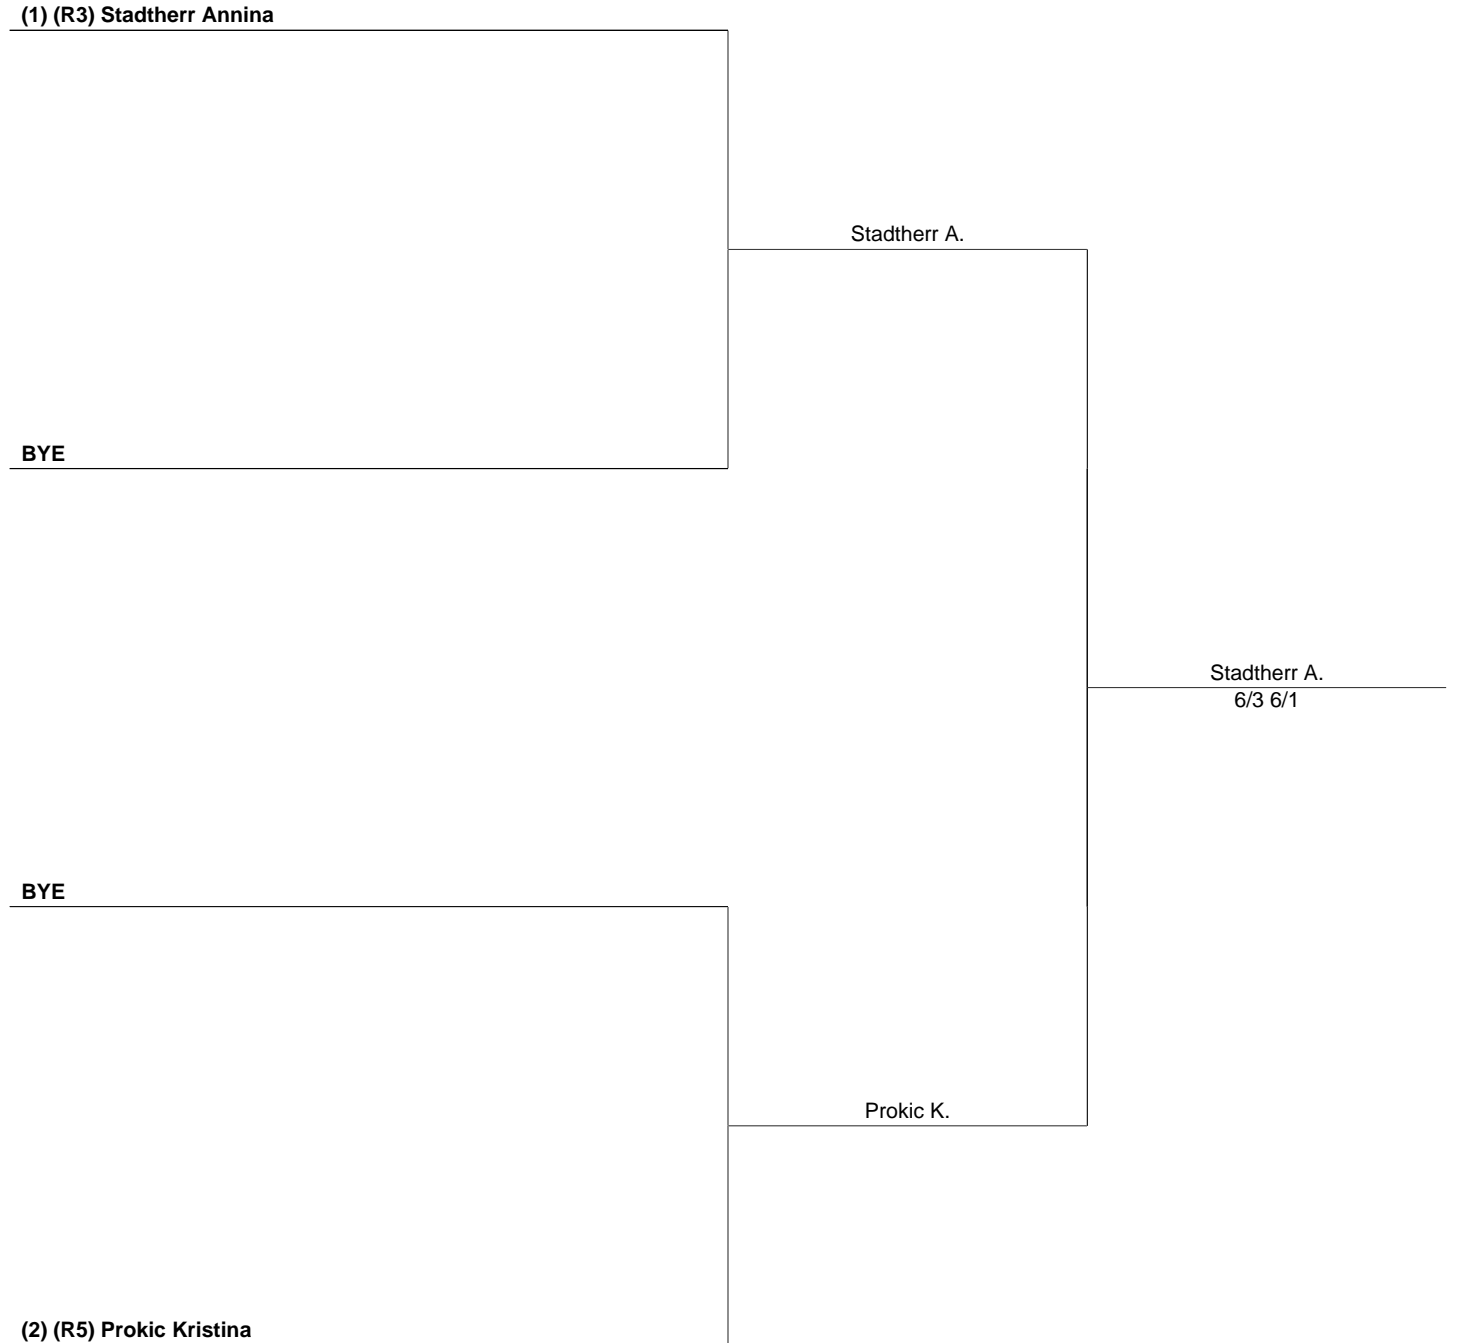 (1) (R3) Stadtherr Annina
Stadtherr A.
BYE
Stadtherr A.
6/3 6/1
BYE
Prokic K.
(2) (R5) Prokic Kristina